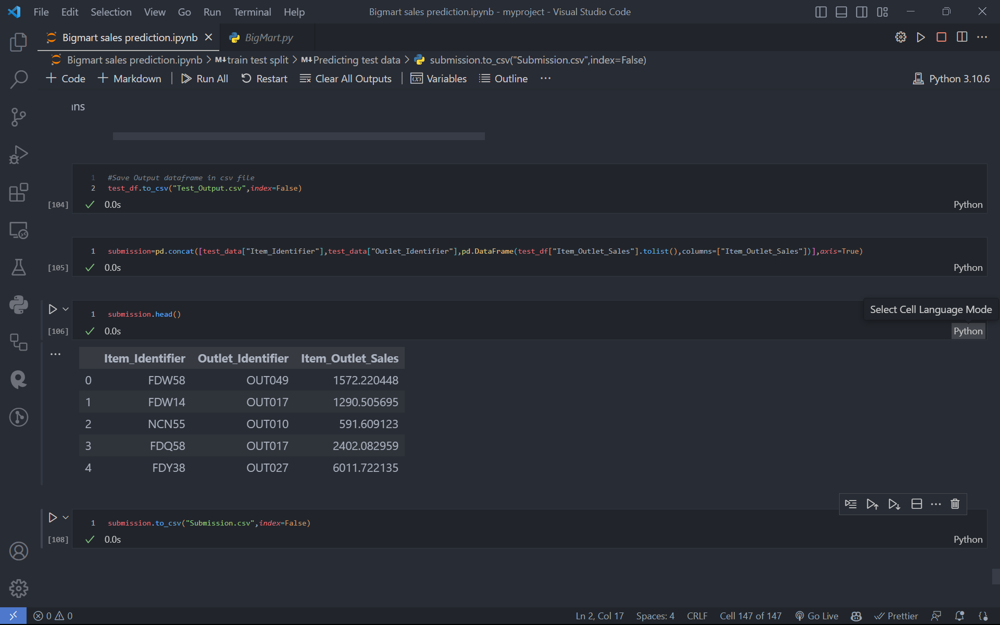 File Edit Selection View Go Run Terminal Help Bigmart sales prediction.ipynb - myproject - Visual Studio Code
Bigmart sales prediction.ipynb BigMart.py
Bigmart sales prediction.ipynb > M↓train test split > M↓Predicting test data > submission.to_csv("Submission.csv",index=False)
+ Code + Markdown Run All Restart Clear All Outputs Variables Outline ... Python 3.10.6
1 #Save Output dataframe in csv file
2 test_df.to_csv("Test_Output.csv",index=False)
[104] 0.0s Python
1 submission=pd.concat([test_data["Item_Identifier"],test_data["Outlet_Identifier"],pd.DataFrame(test_df["Item_Outlet_Sales"].tolist(),columns=["Item_Outlet_Sales"])],axis=True)
[105] 0.0s Python
1 submission.head()
Select Cell Language Mode
[106] 0.0s Python
Item_Identifier Outlet_Identifier Item_Outlet_Sales
0 FDW58 OUT049 1572.220448
1 FDW14 OUT017 1290.505695
2 NCN55 OUT010 591.609123
3 FDQ58 OUT017 2402.082959
4 FDY38 OUT027 6011.722135
1 submission.to_csv("Submission.csv",index=False)
[108] 0.0s Python
0 0 Ln 2, Col 17 Spaces: 4 CRLF Cell 147 of 147 Go Live Prettier